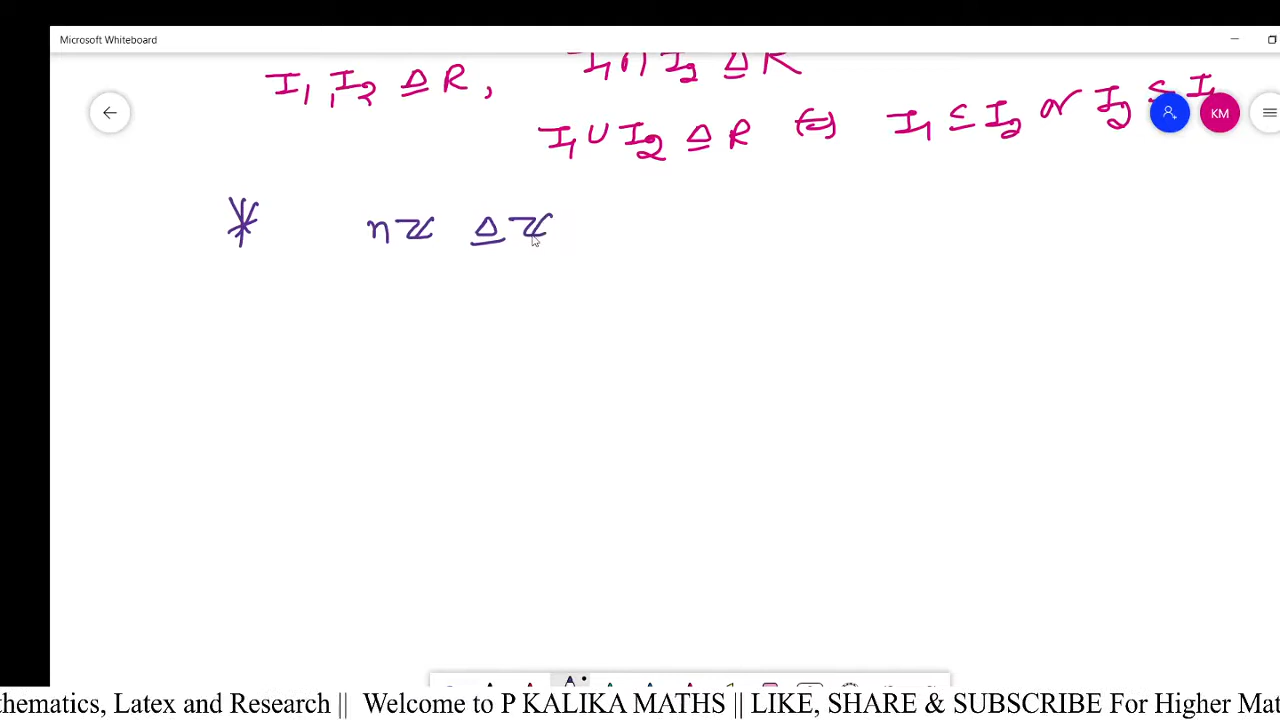 Microsoft Whiteboard
I₁ ∩ I₂ ⊴ R
I₁, I₂ ⊴ R,
I₁ ∪ I₂ ⊴ R ⇔ I₁ ⊆ I₂ or I₂ ⊆ I₁
KM
* nℤ ⊴ ℤ
thematics, Latex and Research || Welcome to P KALIKA MATHS || LIKE, SHARE & SUBSCRIBE For Higher Mat